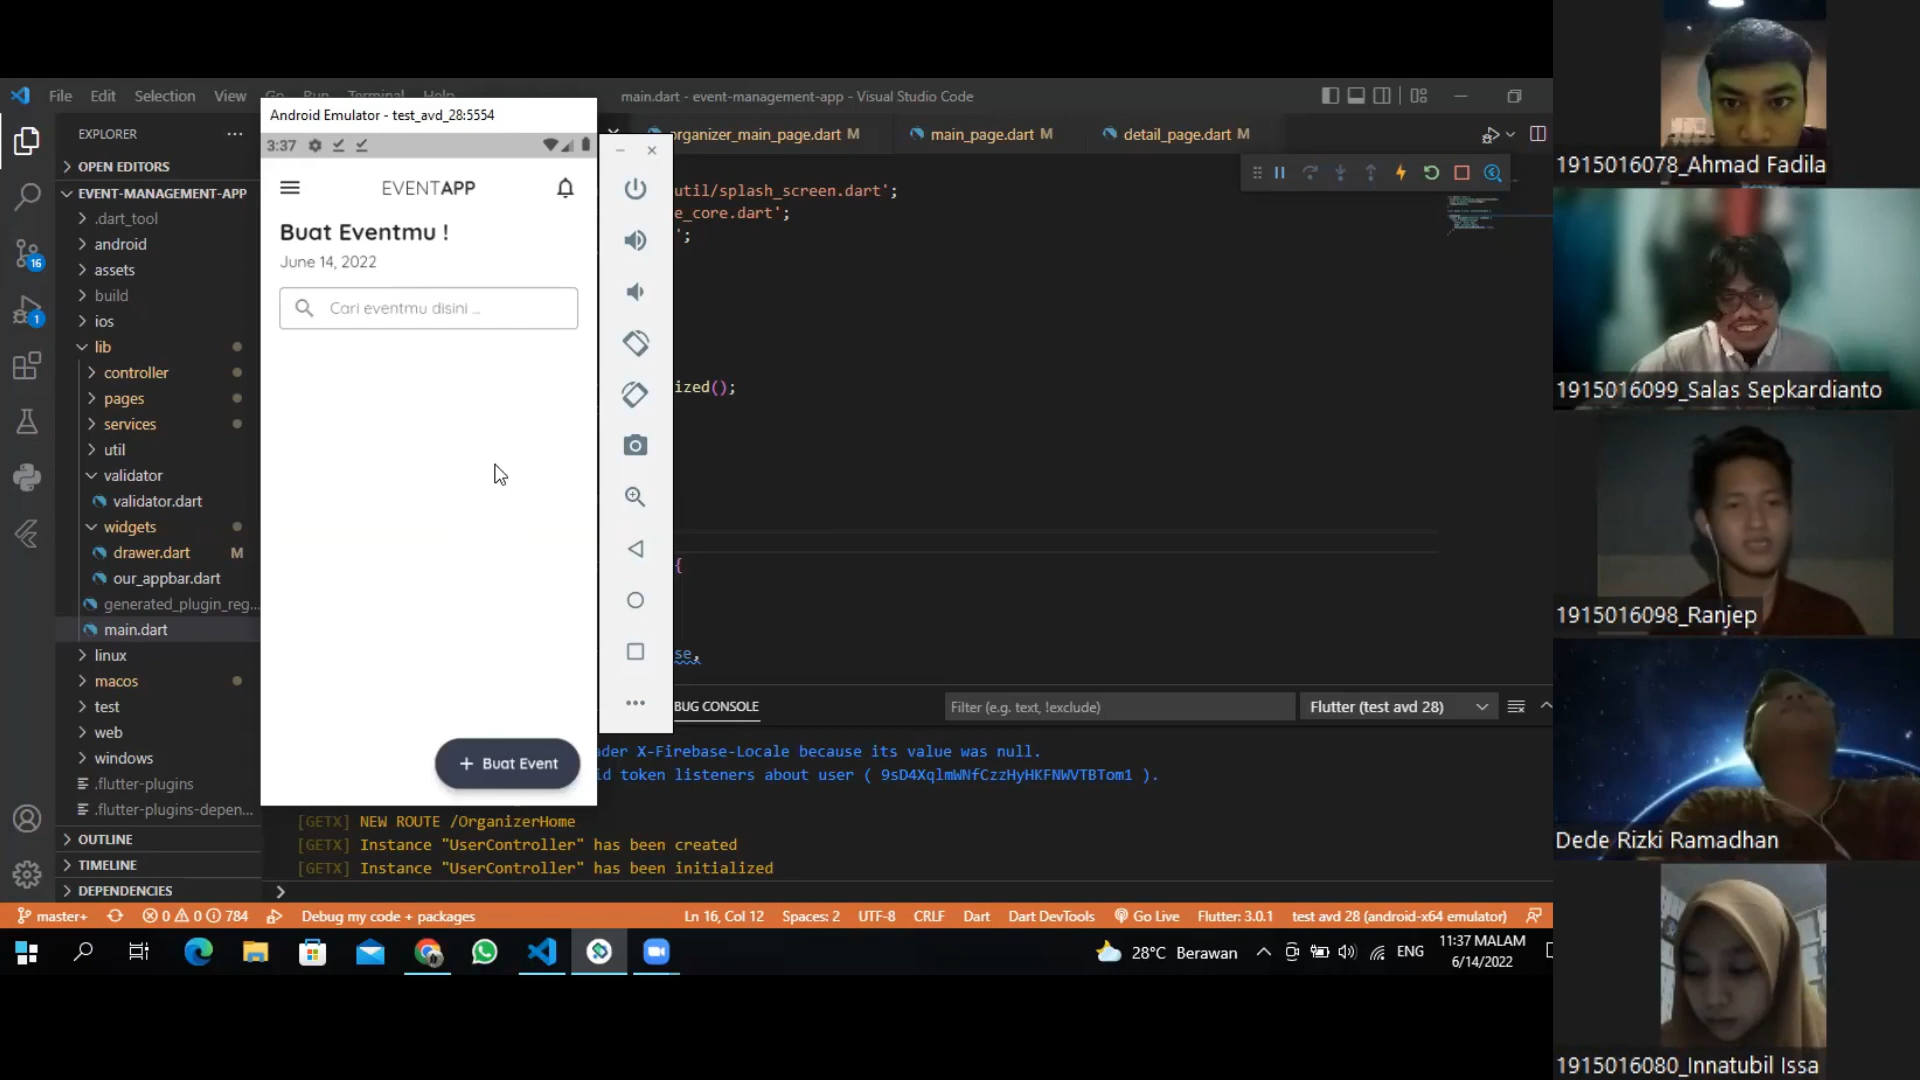 File Edit Selection View Go Run Terminal Help
main.dart - event-management-app - Visual Studio Code
EXPLORER
OPEN EDITORS
EVENT-MANAGEMENT-APP
.dart_tool
android
assets
build
ios
lib
controller
pages
services
util
validator
validator.dart
widgets
drawer.dart M
our_appbar.dart
generated_plugin_reg...
main.dart
linux
macos
test
web
windows
.flutter-plugins
.flutter-plugins-depen...
OUTLINE
TIMELINE
DEPENDENCIES
16
1
Android Emulator - test_avd_28:5554
3:37
EVENTAPP
Buat Eventmu !
June 14, 2022
Cari eventmu disini ...
+ Buat Event
organizer_main_page.dart M
main_page.dart M
detail_page.dart M
util/splash_screen.dart';
e_core.dart';
';
ized();
{
se,
BUG CONSOLE
Filter (e.g. text, !exclude)
Flutter (test avd 28)
ader X-Firebase-Locale because its value was null.
id token listeners about user ( 9sD4XqlmWNfCzzHyHKFNWVTBTom1 ).
[GETX] NEW ROUTE /OrganizerHome
[GETX] Instance "UserController" has been created
[GETX] Instance "UserController" has been initialized
master+ 0 0 784 Debug my code + packages
Ln 16, Col 12 Spaces: 2 UTF-8 CRLF Dart Dart DevTools Go Live Flutter: 3.0.1 test avd 28 (android-x64 emulator)
28°C Berawan ENG
11:37 MALAM
6/14/2022
1915016078_Ahmad Fadila
1915016099_Salas Sepkardianto
1915016098_Ranjep
Dede Rizki Ramadhan
1915016080_Innatubil Issa